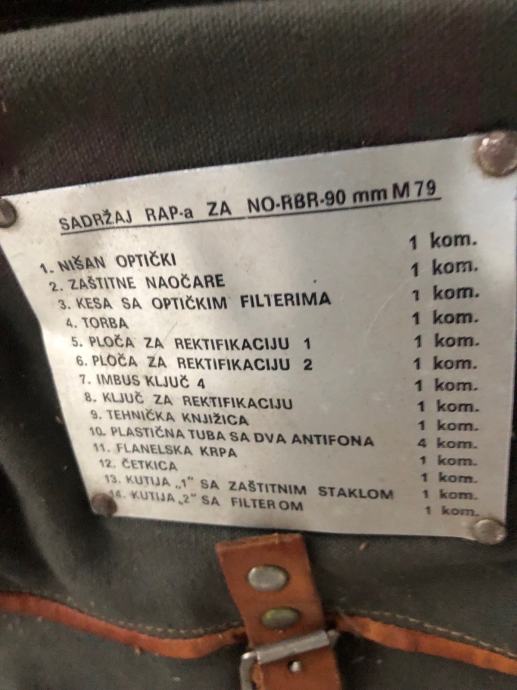 SADRŽAJ RAP-a ZA NO-RBR-90 mm M 79
1. NIŠAN OPTIČKI 1 kom.
2. ZAŠTITNE NAOČARE 1 kom.
3. KESA SA OPTIČKIM FILTERIMA 1 kom.
4. TORBA 1 kom.
5. PLOČA ZA REKTIFIKACIJU 1 1 kom.
6. PLOČA ZA REKTIFIKACIJU 2 1 kom.
7. IMBUS KLJUČ 4 1 kom.
8. KLJUČ ZA REKTIFIKACIJU 1 kom.
9. TEHNIČKA KNJIŽICA 1 kom.
10. PLASTIČNA TUBA SA DVA ANTIFONA 4 kom.
11. FLANELSKA KRPA 1 kom.
12. ČETKICA 1 kom.
13. KUTIJA „1" SA ZAŠTITNIM STAKLOM 1 kom.
14. KUTIJA „2" SA FILTEROM 1 kom.